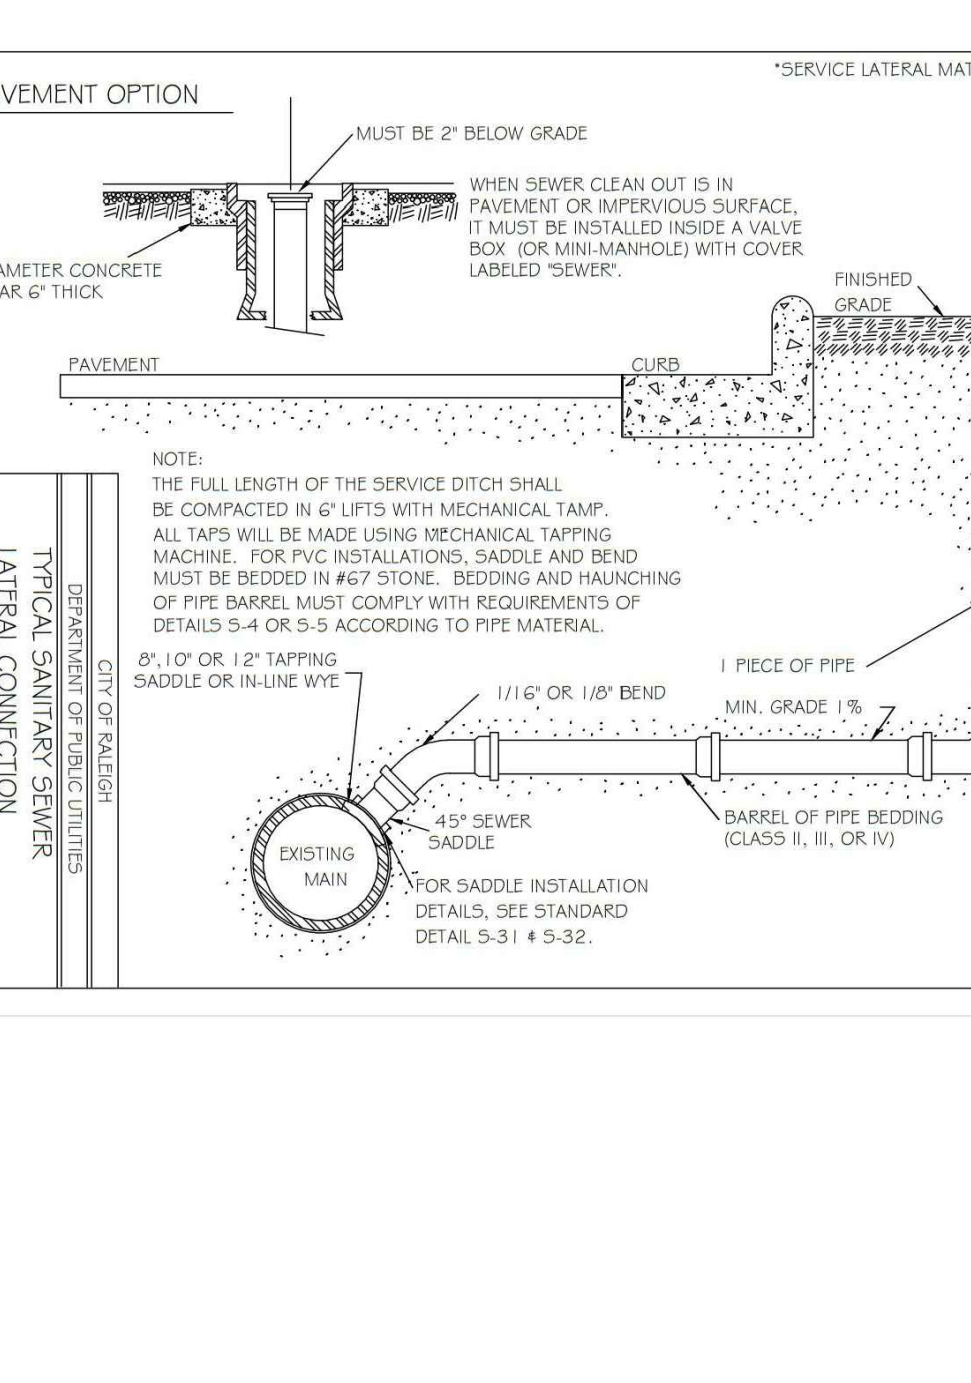 *SERVICE LATERAL
VEMENT OPTION
MUST BE 2" BELOW GRADE
WHEN SEWER CLEAN OUT IS IN
PAVEMENT OR IMPERVIOUS SURFACE,
IT MUST BE INSTALLED INSIDE A VALVE
BOX (OR MINI-MANHOLE) WITH COVER
LABELED "SEWER".
AMETER CONCRETE
AR 6" THICK
FINISHED
GRADE
PAVEMENT
CURB
NOTE:
THE FULL LENGTH OF THE SERVICE DITCH SHALL
BE COMPACTED IN 6" LIFTS WITH MECHANICAL TAMP.
ALL TAPS WILL BE MADE USING MECHANICAL TAPPING
MACHINE. FOR PVC INSTALLATIONS, SADDLE AND BEND
MUST BE BEDDED IN #67 STONE. BEDDING AND HAUNCHING
OF PIPE BARREL MUST COMPLY WITH REQUIREMENTS OF
DETAILS S-4 OR S-5 ACCORDING TO PIPE MATERIAL.
8", 10" OR 12" TAPPING
SADDLE OR IN-LINE WYE
1/16" OR 1/8" BEND
1 PIECE OF PIPE
MIN. GRADE 1%
BARREL OF PIPE BEDDING
(CLASS II, III, OR IV)
45° SEWER
SADDLE
EXISTING
MAIN
FOR SADDLE INSTALLATION
DETAILS, SEE STANDARD
DETAIL S-31 & S-32.
CITY OF RALEIGH
DEPARTMENT OF PUBLIC UTILITIES
TYPICAL SANITARY SEWER
LATERAL CONNECTION